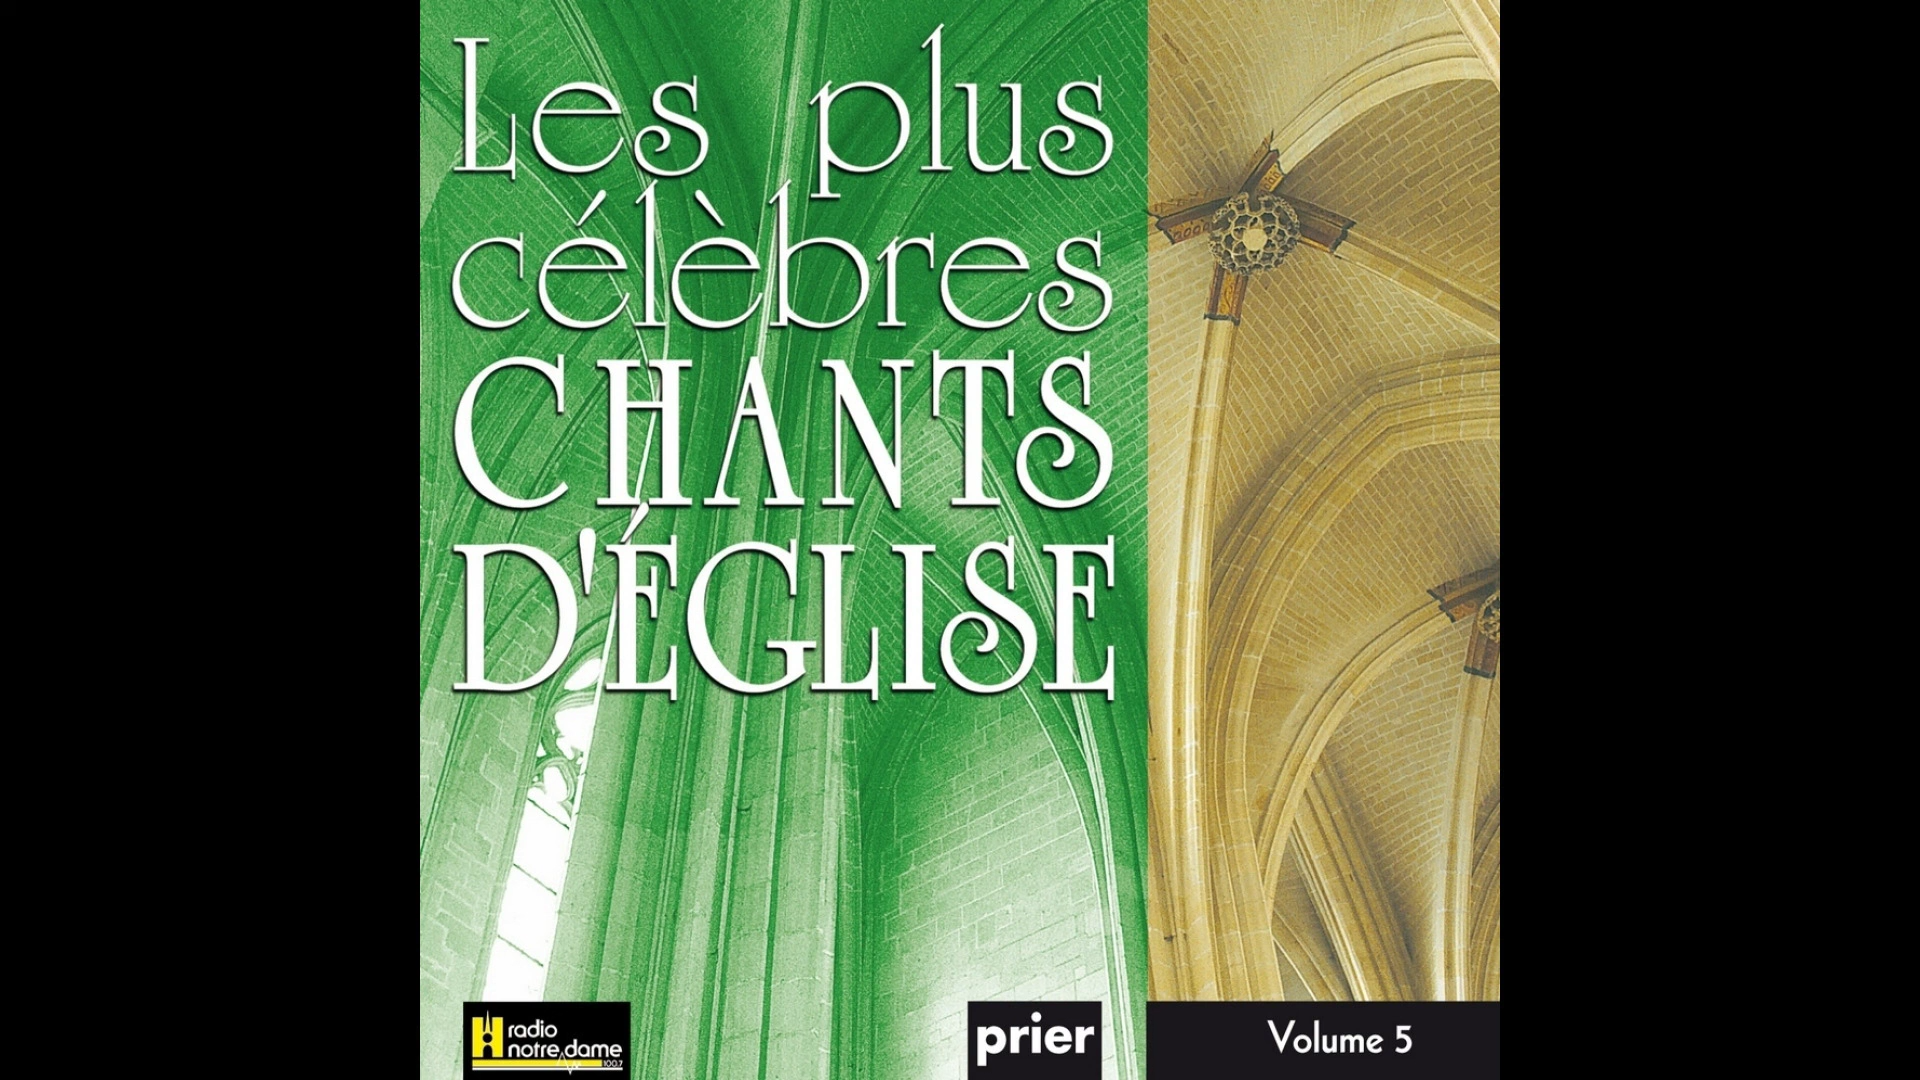 Les plus
célèbres
CHANTS
D'ÉGLISE
radio
notre dame
100.7
prier
Volume 5